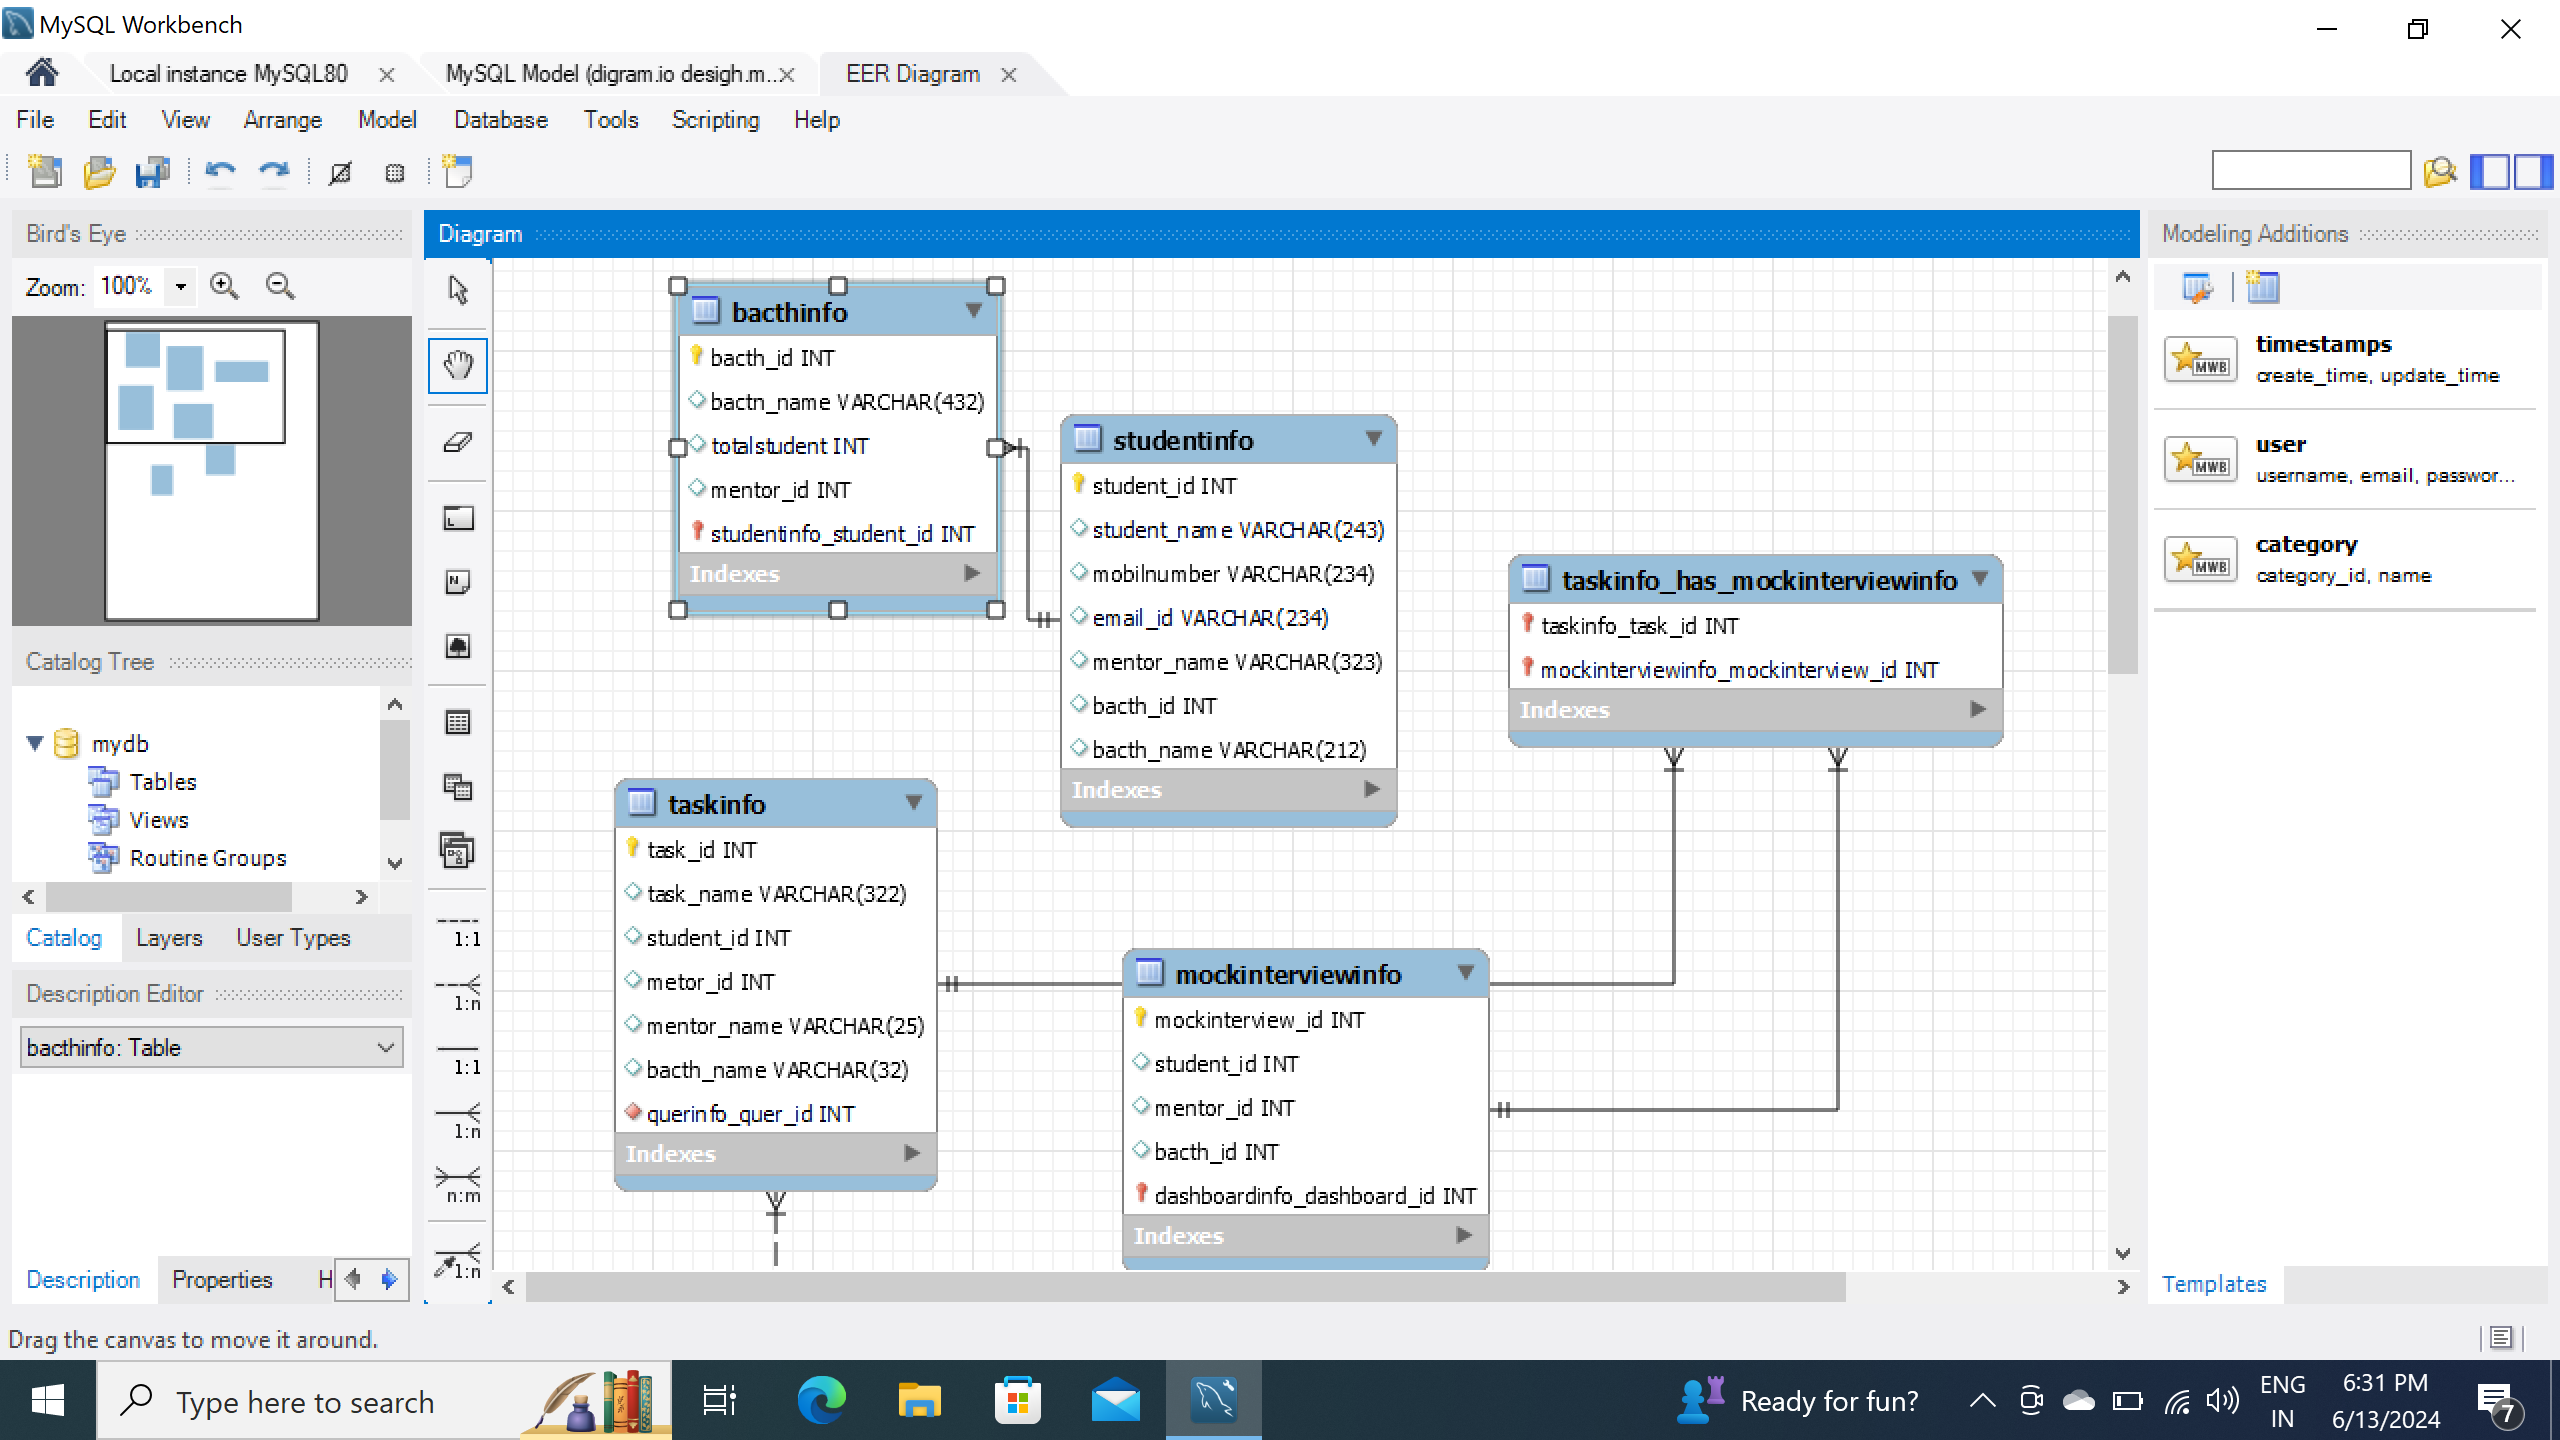 MySQL Workbench
Local instance MySQL80
MySQL Model (digram.io desigh.m...
EER Diagram
File Edit View Arrange Model Database Tools Scripting Help
Bird's Eye
Zoom: 100%
Catalog Tree
mydb
Tables
Views
Routine Groups
Catalog Layers User Types
Description Editor
bacthinfo: Table
Description Properties H
Diagram
1:1
1:n
1:1
1:n
n:m
1:n
bacthinfo
bacth_id INT
bactn_name VARCHAR(432)
totalstudent INT
mentor_id INT
studentinfo_student_id INT
Indexes
studentinfo
student_id INT
student_name VARCHAR(243)
mobilnumber VARCHAR(234)
email_id VARCHAR(234)
mentor_name VARCHAR(323)
bacth_id INT
bacth_name VARCHAR(212)
Indexes
taskinfo_has_mockinterviewinfo
taskinfo_task_id INT
mockinterviewinfo_mockinterview_id INT
Indexes
taskinfo
task_id INT
task_name VARCHAR(322)
student_id INT
metor_id INT
mentor_name VARCHAR(25)
bacth_name VARCHAR(32)
querinfo_quer_id INT
Indexes
mockinterviewinfo
mockinterview_id INT
student_id INT
mentor_id INT
bacth_id INT
dashboardinfo_dashboard_id INT
Indexes
Modeling Additions
MWB
timestamps
create_time, update_time
MWB
user
username, email, passwor...
MWB
category
category_id, name
Templates
Drag the canvas to move it around.
Type here to search
Ready for fun?
ENG
IN
6:31 PM
6/13/2024
7